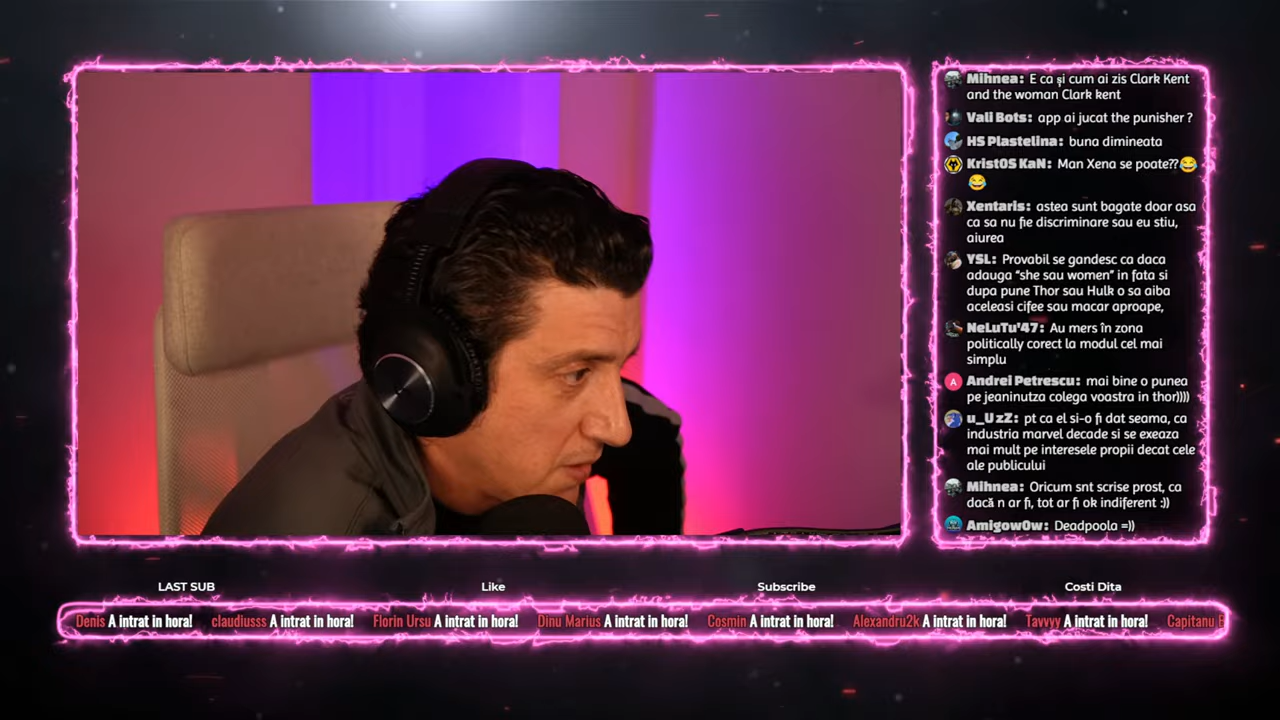 Mihnea: E ca și cum ai zis Clark Kent
and the woman Clark kent
Vali Bots: app ai jucat the punisher ?
HS Plastelina: buna dimineata
KristOS KaN: Man Xena se poate??😂
😂
Xentaris: astea sunt bagate doar asa
ca sa nu fie discriminare sau eu stiu,
aiurea
YSL: Provabil se gandesc ca daca
adauga “she sau women” in fata si
dupa pune Thor sau Hulk o sa aiba
aceleasi cifee sau macar aproape,
NeLuTu'47: Au mers în zona
politically corect la modul cel mai
simplu
A
Andrei Petrescu: mai bine o punea
pe jeaninutza colega voastra in thor))))
u_UzZ: pt ca el si-o fi dat seama, ca
industria marvel decade si se exeaza
mai mult pe interesele propii decat cele
ale publicului
Mihnea: Oricum snt scrise prost, ca
dacă n ar fi, tot ar fi ok indiferent :))
AmigowOw: Deadpoola =))
LAST SUB Like Subscribe Costi Dita
Denis A intrat in hora! claudiusss A intrat in hora! Florin Ursu A intrat in hora! Dinu Marius A intrat in hora! Cosmin A intrat in hora! Alexandru2k A intrat in hora! Tavvyy A intrat in hora! Capitanu